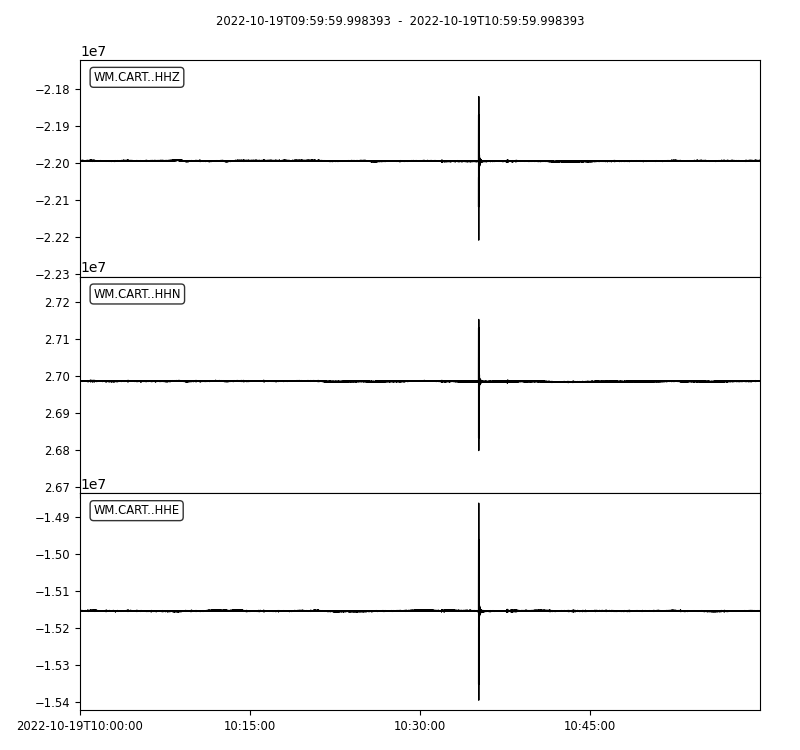 2022-10-19T09:59:59.998393  -  2022-10-19T10:59:59.998393
1e7
WM.CART..HHZ
−2.18
−2.19
−2.20
−2.21
−2.22
−2.23
1e7
WM.CART..HHN
2.72
2.71
2.70
2.69
2.68
2.67
1e7
WM.CART..HHE
−1.49
−1.50
−1.51
−1.52
−1.53
−1.54
2022-10-19T10:00:00 10:15:00 10:30:00 10:45:00